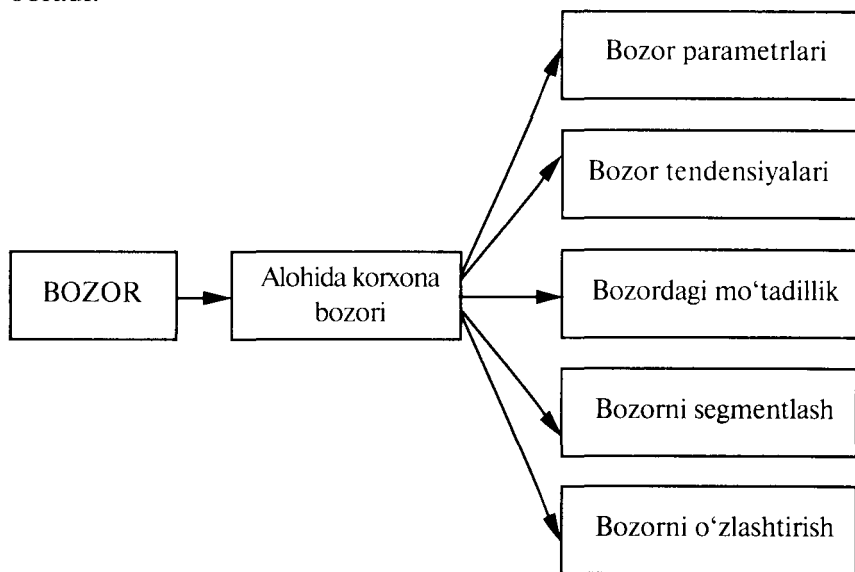 Bozor parametrlari
Bozor tendensiyalari
BOZOR
Alohida korxona
bozori
Bozordagi mo‘tadillik
Bozorni segmentlash
Bozorni o‘zlashtirish